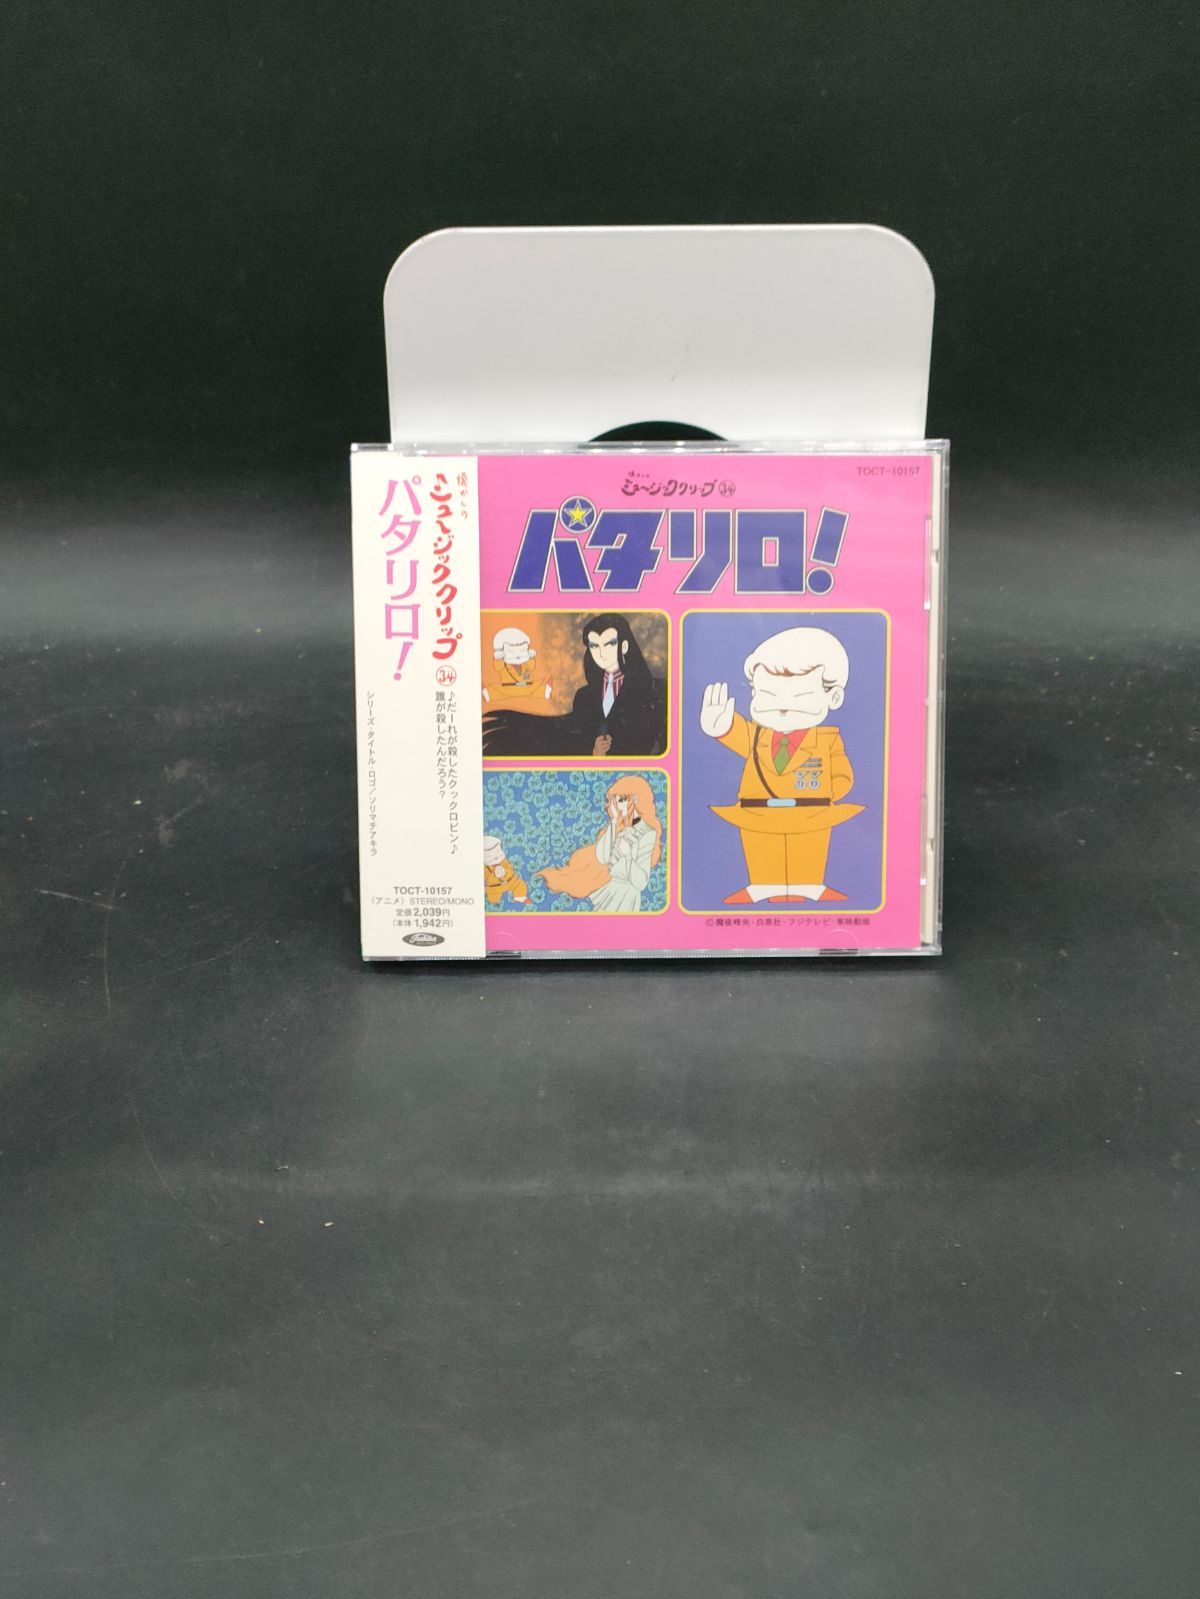 懐かしの
ミュージッククリップ 34
パタリロ!
♪だーれが殺したクックロビン♪
誰が殺したんだろう?
シリーズ・タイトル・ロゴ/ソリマチアキラ
TOCT-10157
(アニメ) STEREO/MONO
定価2,039円
(本体1,942円)
Toshiba
TOCT-10157
懐かしの
ミュージッククリップ 34
パタリロ!
©魔夜峰央・白泉社・フジテレビ・東映動画